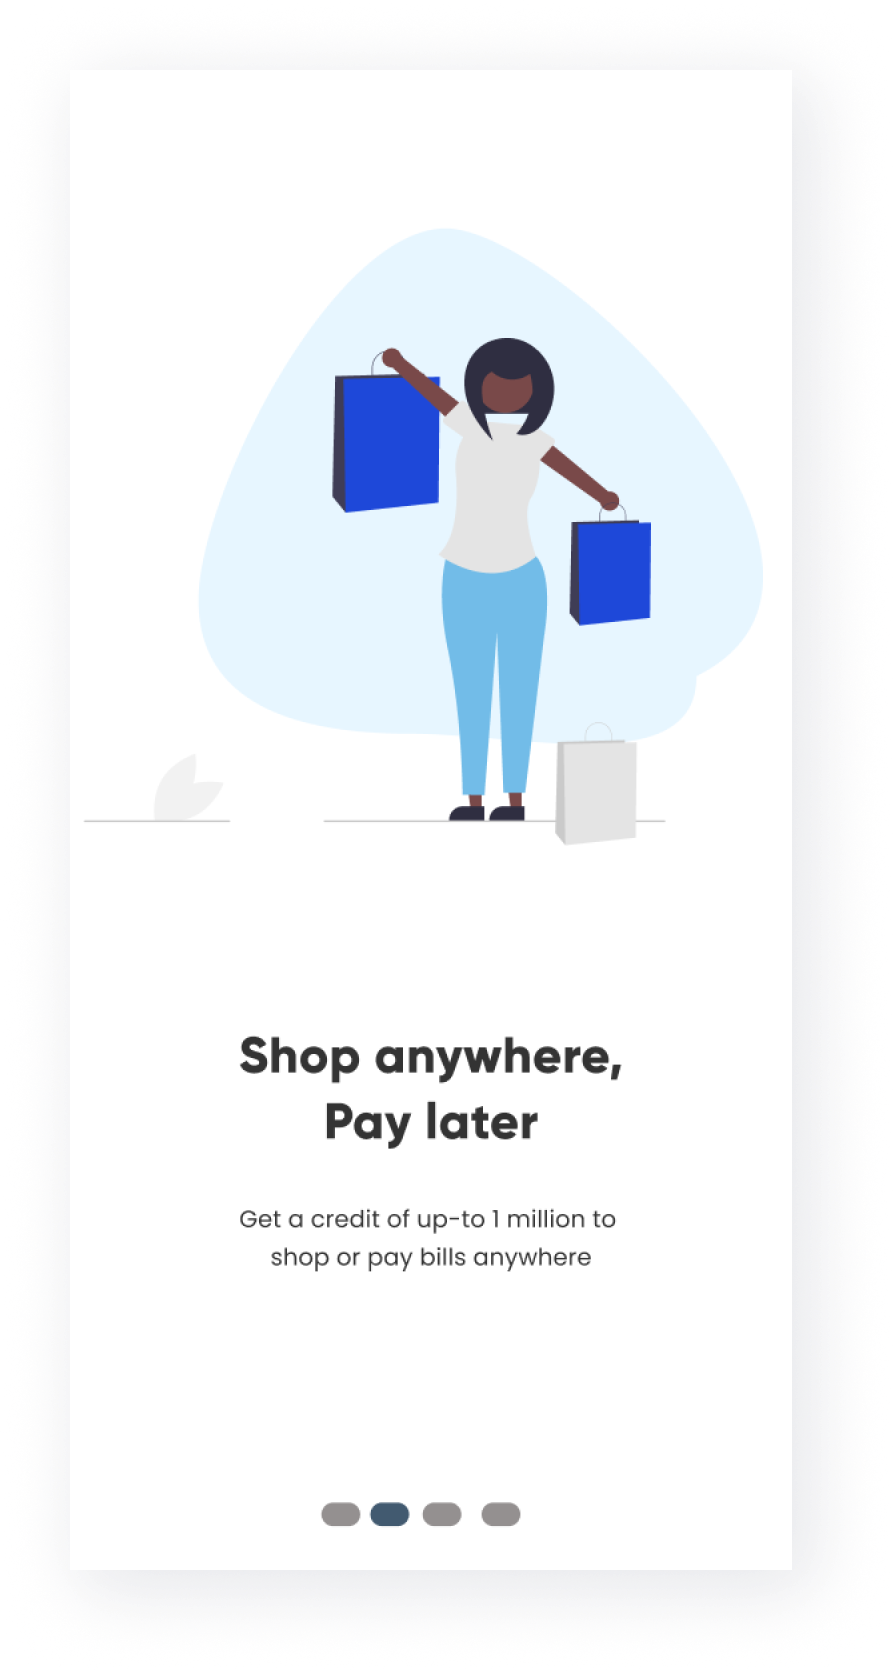 Shop anywhere,
Pay later
Get a credit of up-to 1 million to
shop or pay bills anywhere